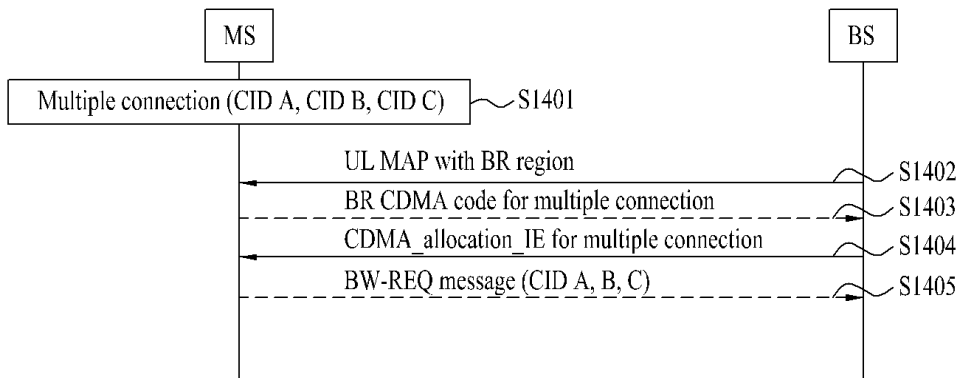 MS
BS
Multiple connection (CID A, CID B, CID C)
S1401
UL MAP with BR region
S1402
BR CDMA code for multiple connection
S1403
CDMA_allocation_IE for multiple connection
S1404
BW-REQ message (CID A, B, C)
S1405